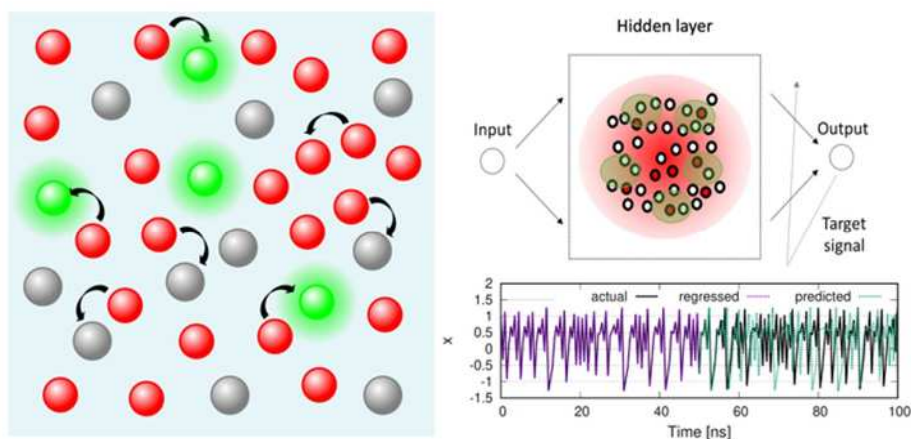 Hidden layer
Input
Output
Target
signal
actual
regressed
predicted
2
1.5
1
0.5
0
-0.5
-1
-1.5
x
0
20
40
60
80
100
Time [ns]